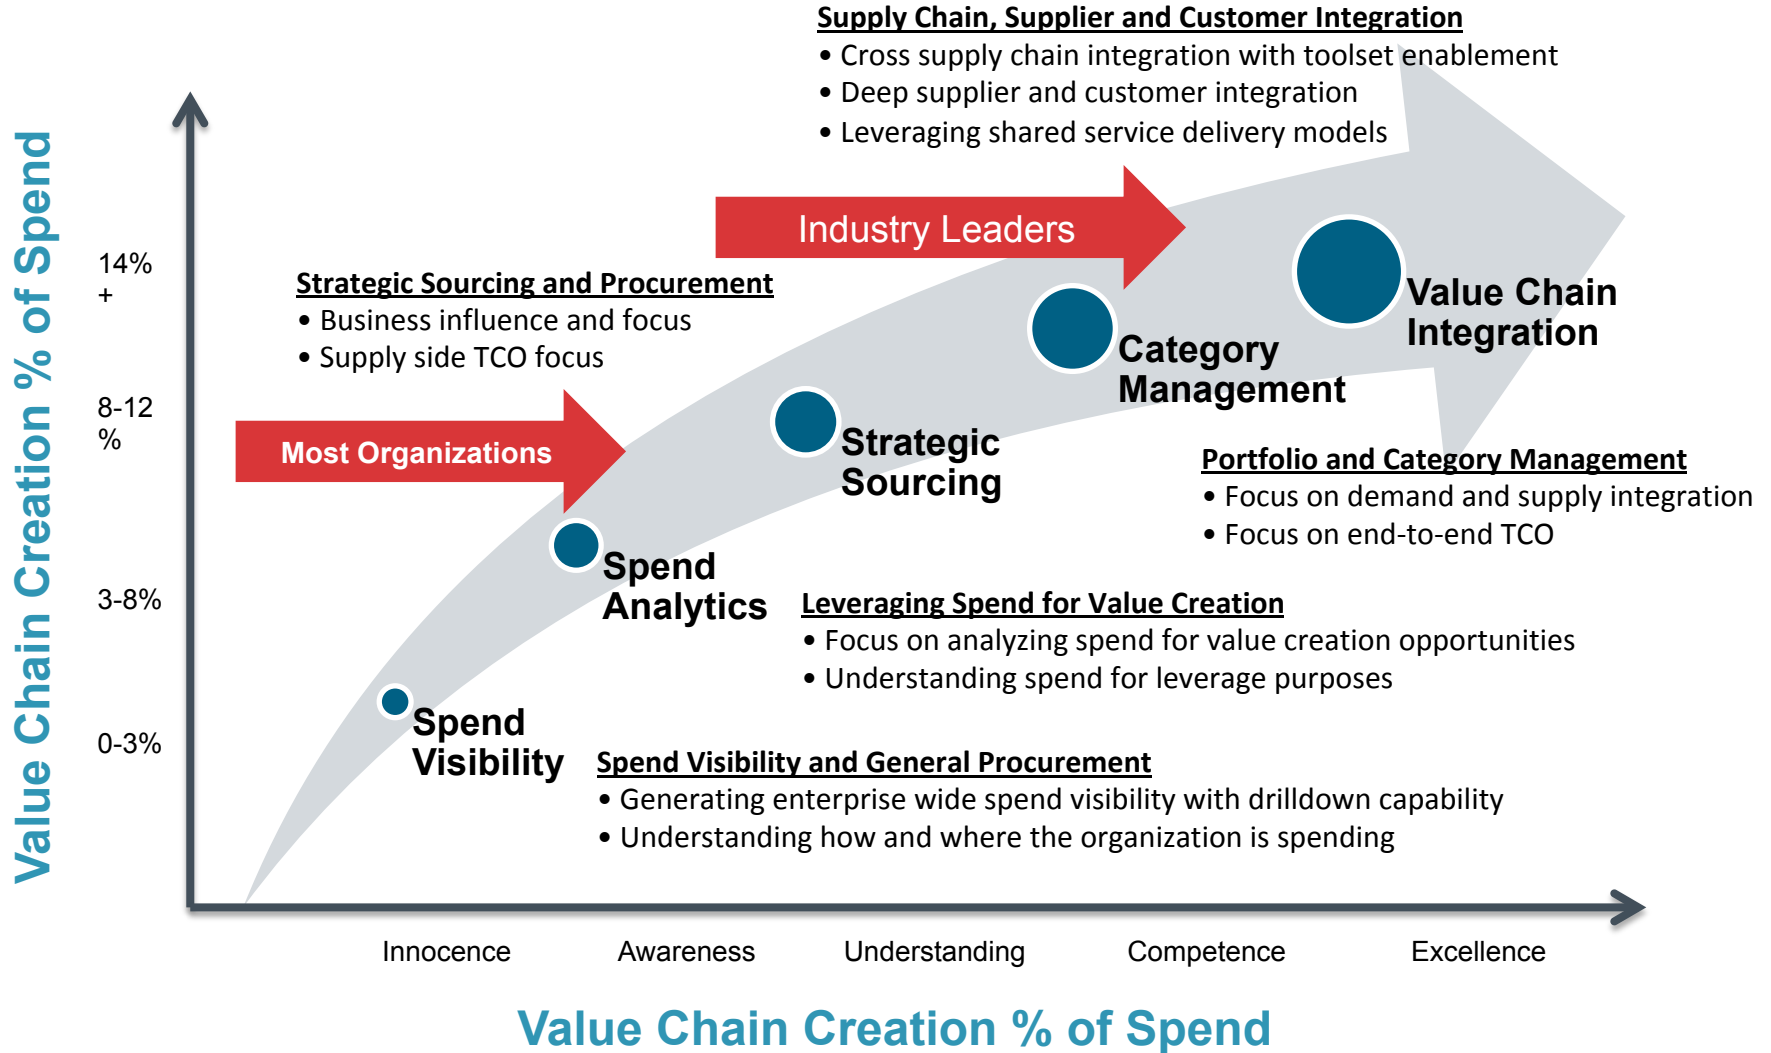 Supply Chain, Supplier and Customer Integration
• Cross supply chain integration with toolset enablement
• Deep supplier and customer integration
• Leveraging shared service delivery models
Industry Leaders
Strategic Sourcing and Procurement
• Business influence and focus
• Supply side TCO focus
Most Organizations
Value Chain Creation % of Spend
14%
+
8-12
%
3-8%
0-3%
Value Chain
Integration
Category
Management
Strategic
Sourcing
Portfolio and Category Management
• Focus on demand and supply integration
• Focus on end-to-end TCO
Spend
Analytics
Leveraging Spend for Value Creation
• Focus on analyzing spend for value creation opportunities
• Understanding spend for leverage purposes
Spend
Visibility
Spend Visibility and General Procurement
• Generating enterprise wide spend visibility with drilldown capability
• Understanding how and where the organization is spending
Innocence
Awareness
Understanding
Competence
Excellence
Value Chain Creation % of Spend